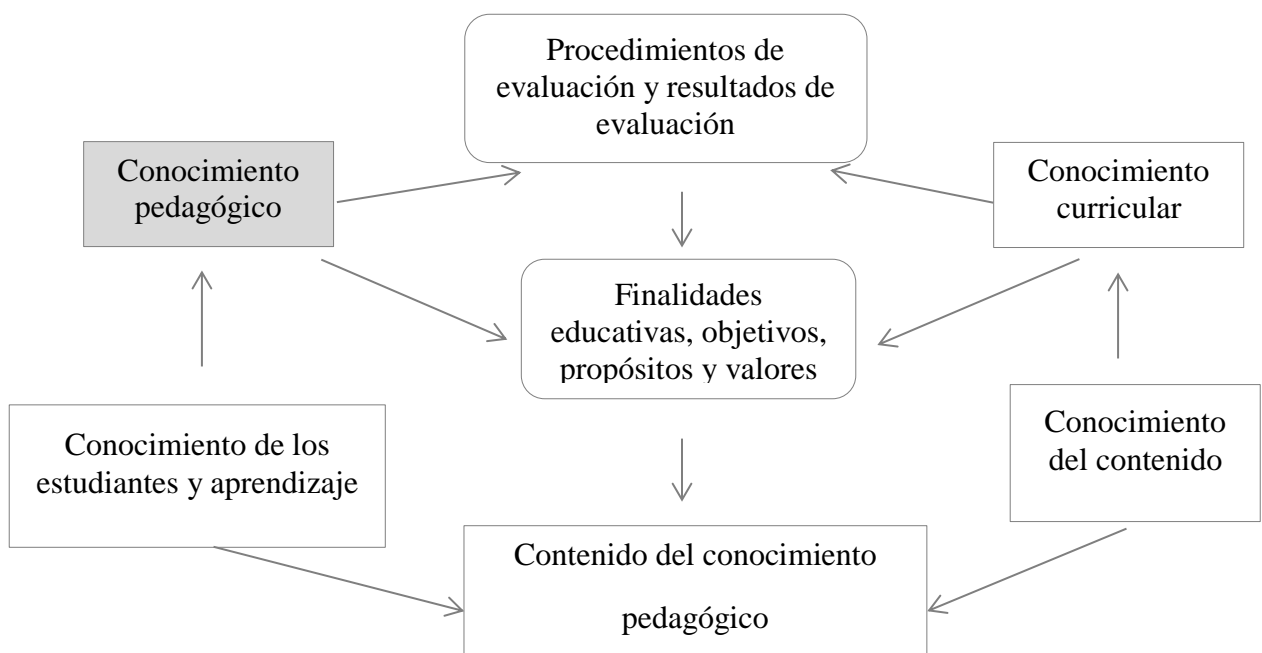 Procedimientos de
evaluación y resultados de
evaluación
Conocimiento
pedagógico
Conocimiento
curricular
Finalidades
educativas, objetivos,
propósitos y valores
Conocimiento de los
estudiantes y aprendizaje
Conocimiento
del contenido
Contenido del conocimiento
pedagógico